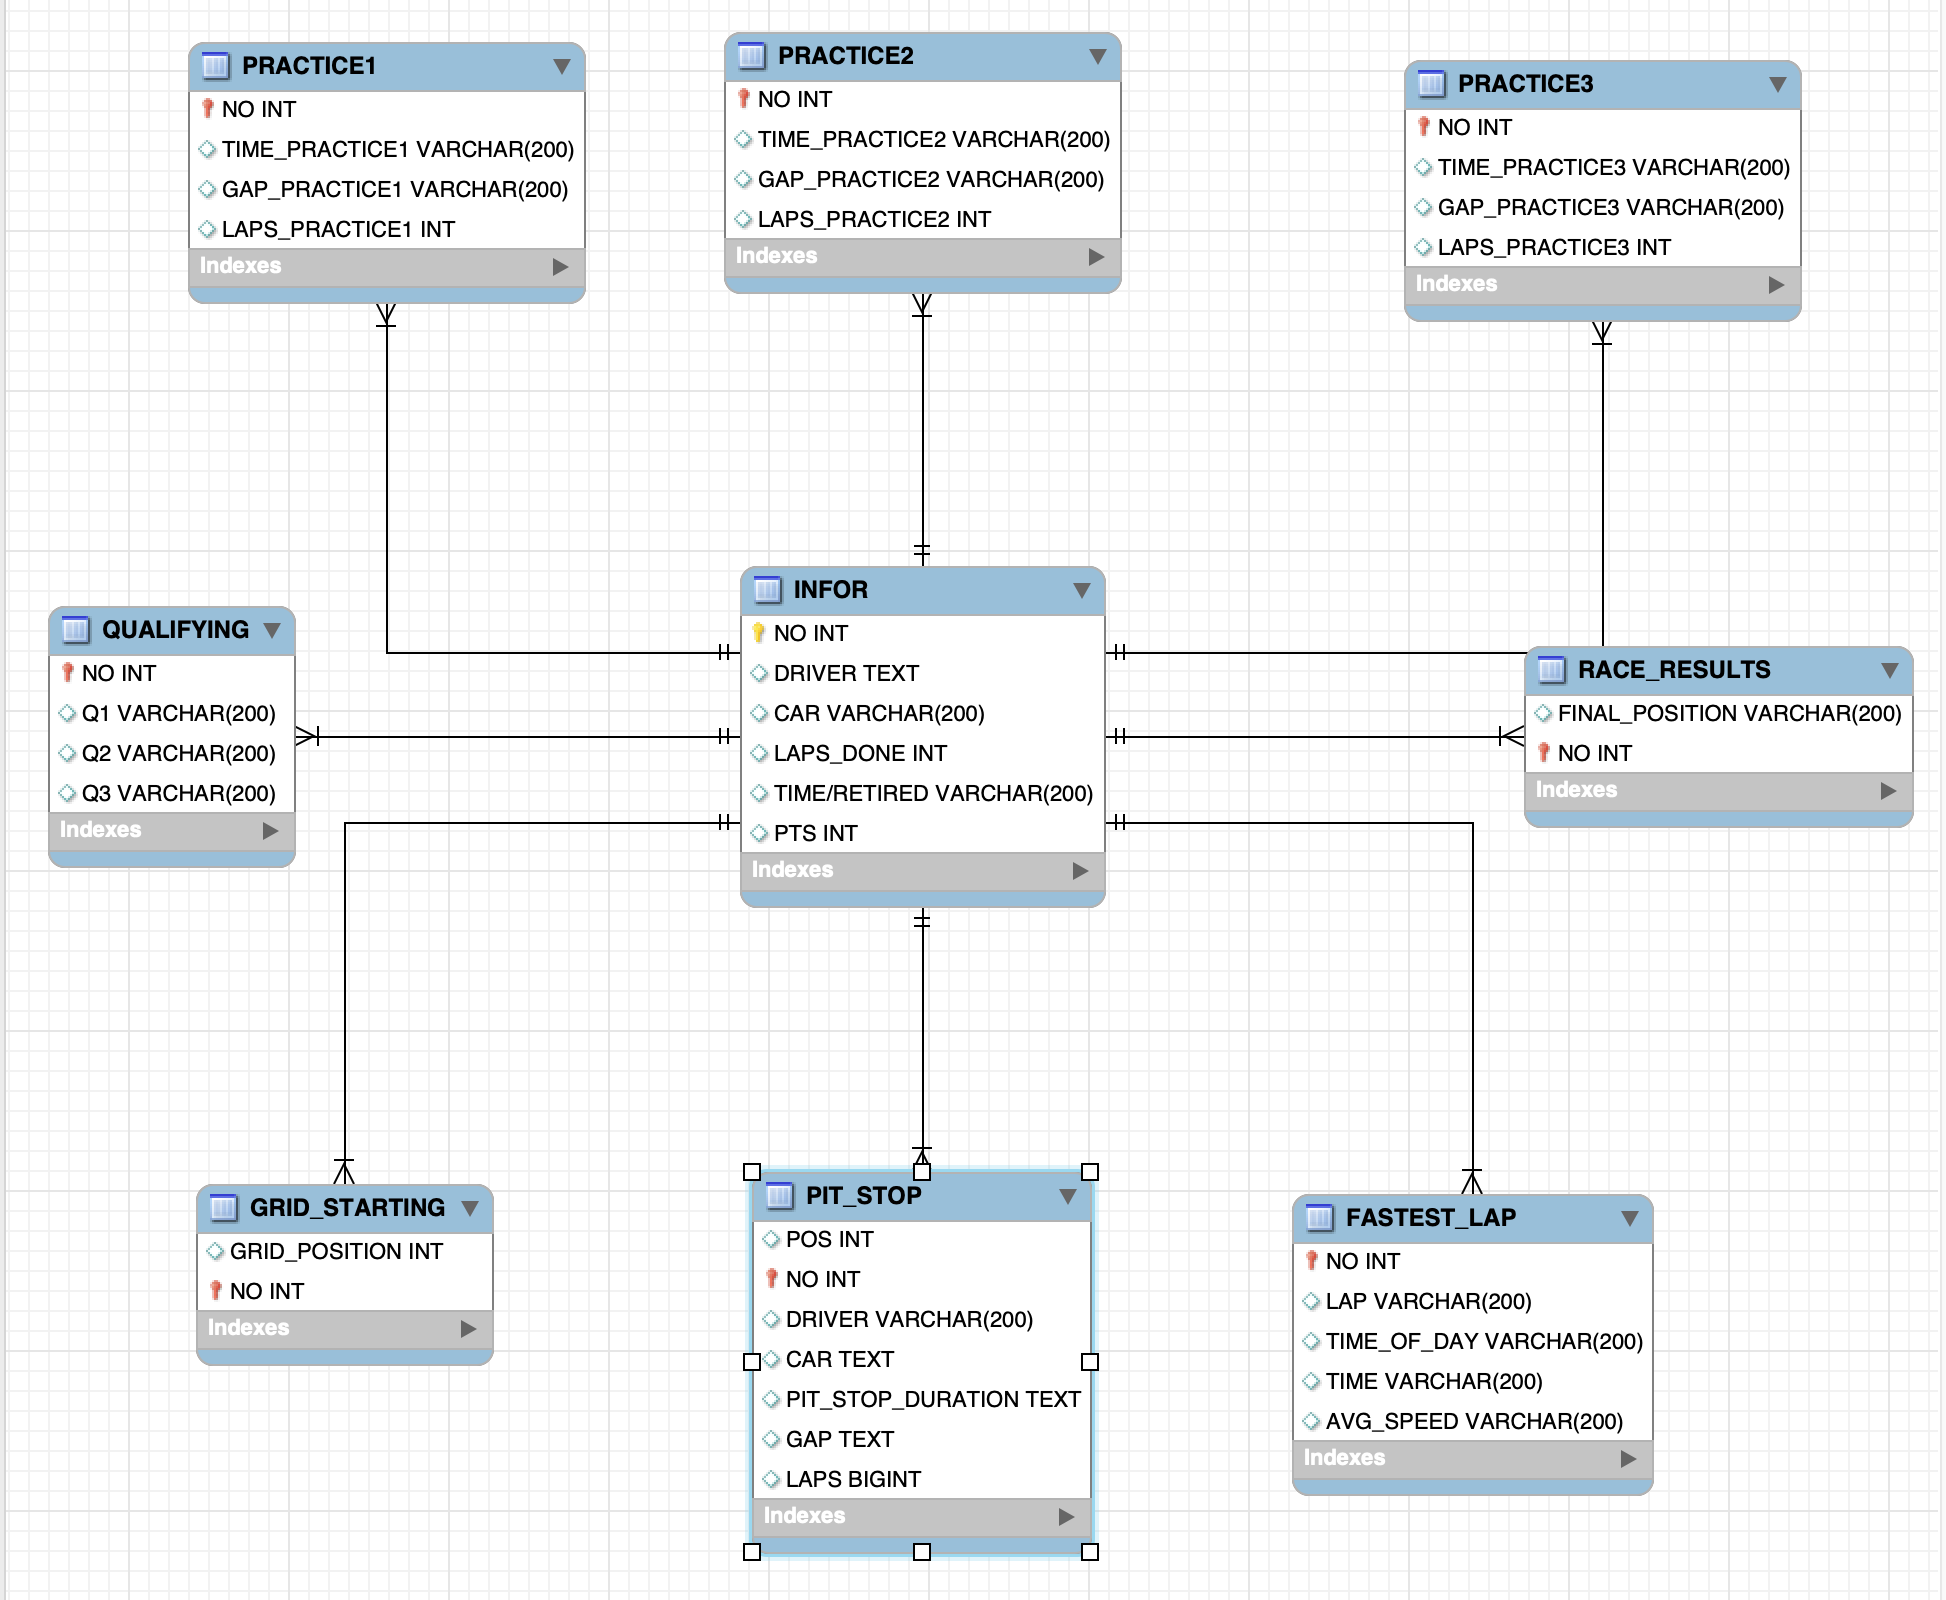 PRACTICE1
NO INT
TIME_PRACTICE1 VARCHAR(200)
GAP_PRACTICE1 VARCHAR(200)
LAPS_PRACTICE1 INT
Indexes
PRACTICE2
NO INT
TIME_PRACTICE2 VARCHAR(200)
GAP_PRACTICE2 VARCHAR(200)
LAPS_PRACTICE2 INT
Indexes
PRACTICE3
NO INT
TIME_PRACTICE3 VARCHAR(200)
GAP_PRACTICE3 VARCHAR(200)
LAPS_PRACTICE3 INT
Indexes
QUALIFYING
NO INT
Q1 VARCHAR(200)
Q2 VARCHAR(200)
Q3 VARCHAR(200)
Indexes
INFOR
NO INT
DRIVER TEXT
CAR VARCHAR(200)
LAPS_DONE INT
TIME/RETIRED VARCHAR(200)
PTS INT
Indexes
RACE_RESULTS
FINAL_POSITION VARCHAR(200)
NO INT
Indexes
GRID_STARTING
GRID_POSITION INT
NO INT
Indexes
PIT_STOP
POS INT
NO INT
DRIVER VARCHAR(200)
CAR TEXT
PIT_STOP_DURATION TEXT
GAP TEXT
LAPS BIGINT
Indexes
FASTEST_LAP
NO INT
LAP VARCHAR(200)
TIME_OF_DAY VARCHAR(200)
TIME VARCHAR(200)
AVG_SPEED VARCHAR(200)
Indexes